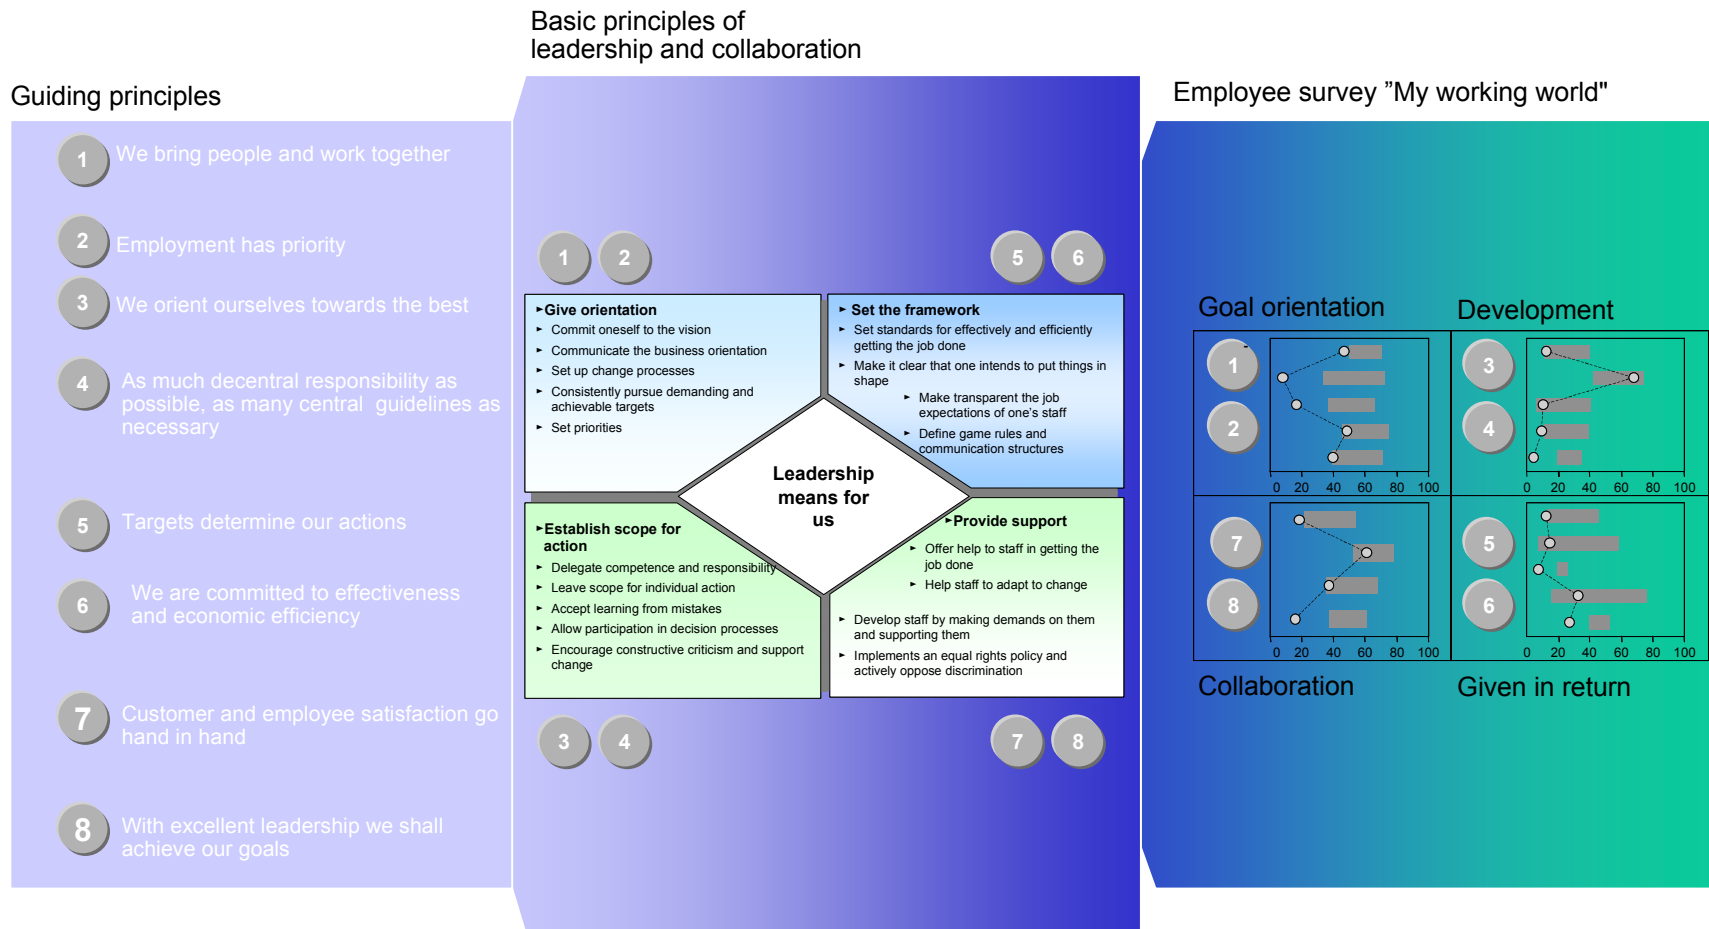 Basic principles of
leadership and collaboration
Guiding principles
Employee survey ”My working world"
1 We bring people and work together
2 Employment has priority
3 We orient ourselves towards the best
4 As much decentral responsibility as
possible, as many central guidelines as
necessary
5 Targets determine our actions
6 We are committed to effectiveness
and economic efficiency
7 Customer and employee satisfaction go
hand in hand
8 With excellent leadership we shall
achieve our goals
1 2
5 6
►Give orientation
► Commit oneself to the vision
► Communicate the business orientation
► Set up change processes
► Consistently pursue demanding and
achievable targets
► Set priorities
► Set the framework
► Set standards for effectively and efficiently
getting the job done
► Make it clear that one intends to put things in
shape
► Make transparent the job
expectations of one’s staff
► Define game rules and
communication structures
Leadership
means for
us
►Establish scope for
action
► Delegate competence and responsibility
► Leave scope for individual action
► Accept learning from mistakes
► Allow participation in decision processes
► Encourage constructive criticism and support
change
►Provide support
► Offer help to staff in getting the
job done
► Help staff to adapt to change
► Develop staff by making demands on them
and supporting them
► Implements an equal rights policy and
actively oppose discrimination
3 4
7 8
Goal orientation
1
2
0 20 40 60 80 100
Development
3
4
0 20 40 60 80 100
7
8
0 20 40 60 80 100
Collaboration
5
6
0 20 40 60 80 100
Given in return